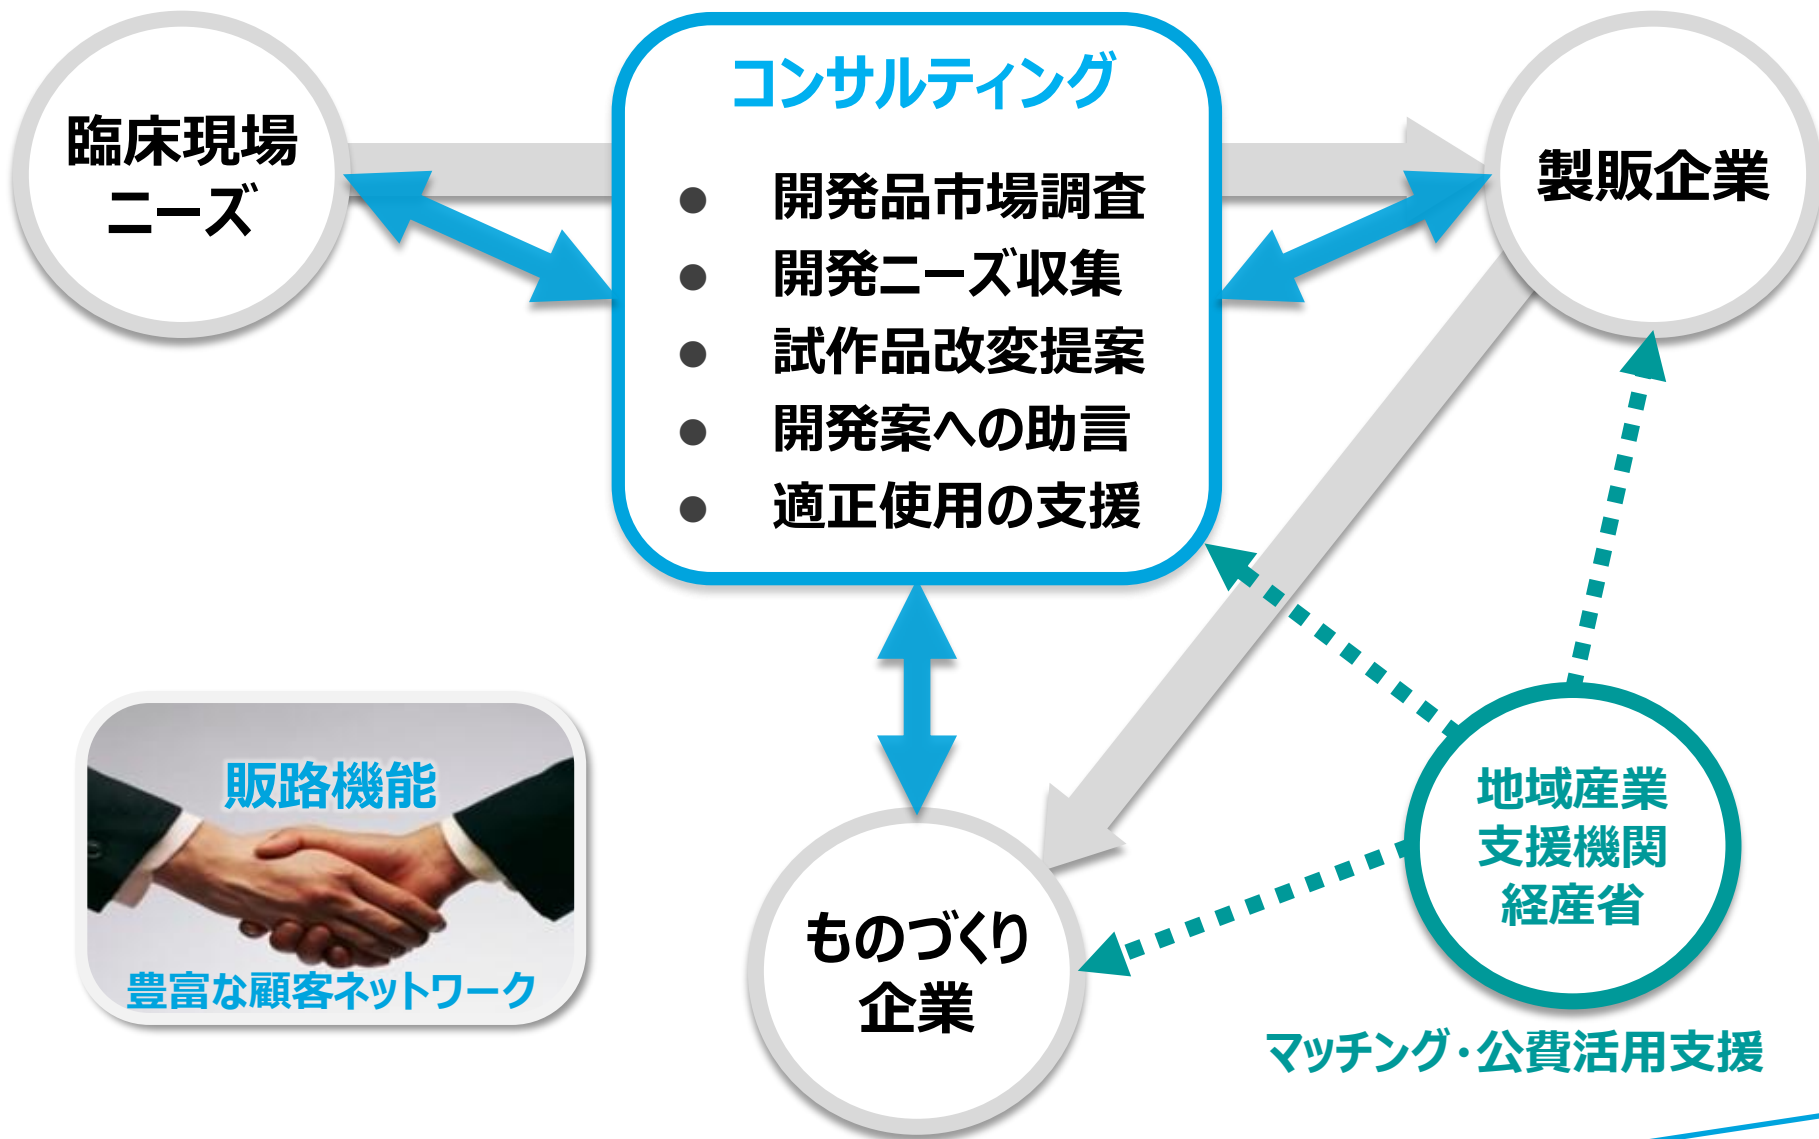 臨床現場
ニーズ
コンサルティング
● 開発品市場調査
● 開発ニーズ収集
● 試作品改変提案
● 開発案への助言
● 適正使用の支援
製販企業
販路機能
豊富な顧客ネットワーク
ものづくり
企業
地域産業
支援機関
経産省
マッチング・公費活用支援